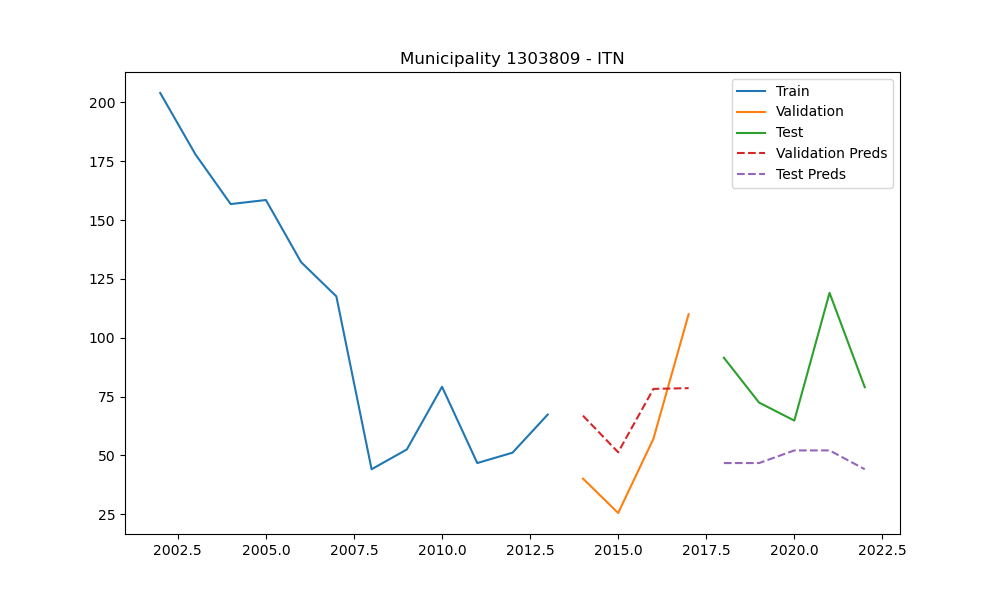 Municipality 1303809 - ITN
200
175
150
125
100
75
50
25
2002.5 2005.0 2007.5 2010.0 2012.5 2015.0 2017.5 2020.0 2022.5
Train
Validation
Test
Validation Preds
Test Preds